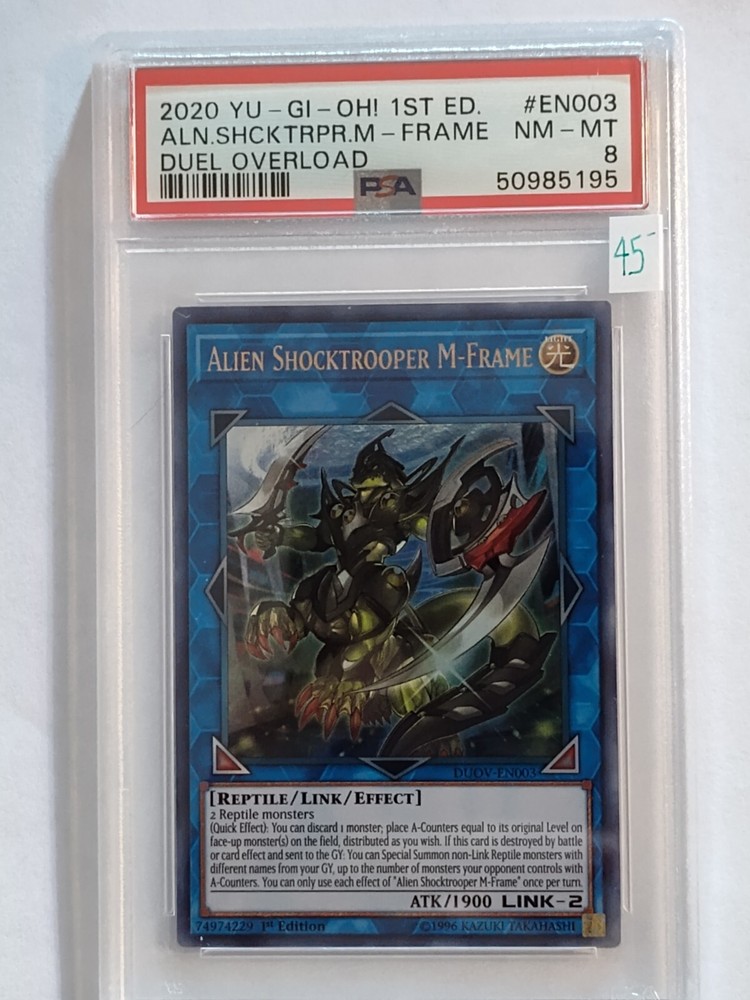 2020 YU-GI-OH! 1ST ED. #EN003
ALN.SHCKTRPR.M-FRAME NM-MT
DUEL OVERLOAD 8
PSA 50985195
45
ALIEN SHOCKTROOPER M-FRAME 光
DUOV-EN003
[REPTILE/LINK/EFFECT]
2 Reptile monsters
(Quick Effect): You can discard 1 monster; place A-Counters equal to its original Level on
face-up monster(s) on the field, distributed as you wish. If this card is destroyed by battle
or card effect and sent to the GY: You can Special Summon non-Link Reptile monsters with
different names from your GY, up to the number of monsters your opponent controls with
A-Counters. You can only use each effect of "Alien Shocktrooper M-Frame" once per turn.
ATK/1900 LINK-2
74974229 1st Edition ©1996 KAZUKI TAKAHASHI